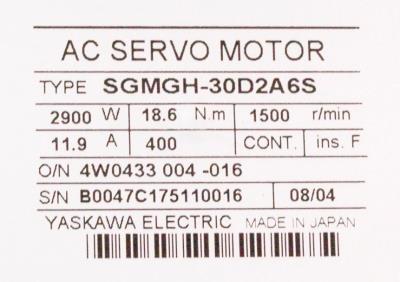 AC SERVO MOTOR
TYPE SGMGH-30D2A6S
2900 W 18.6 N.m 1500 r/min
11.9 A 400 CONT. ins. F
O/N 4W0433 004 -016
S/N B0047C175110016 08/04
YASKAWA ELECTRIC MADE IN JAPAN